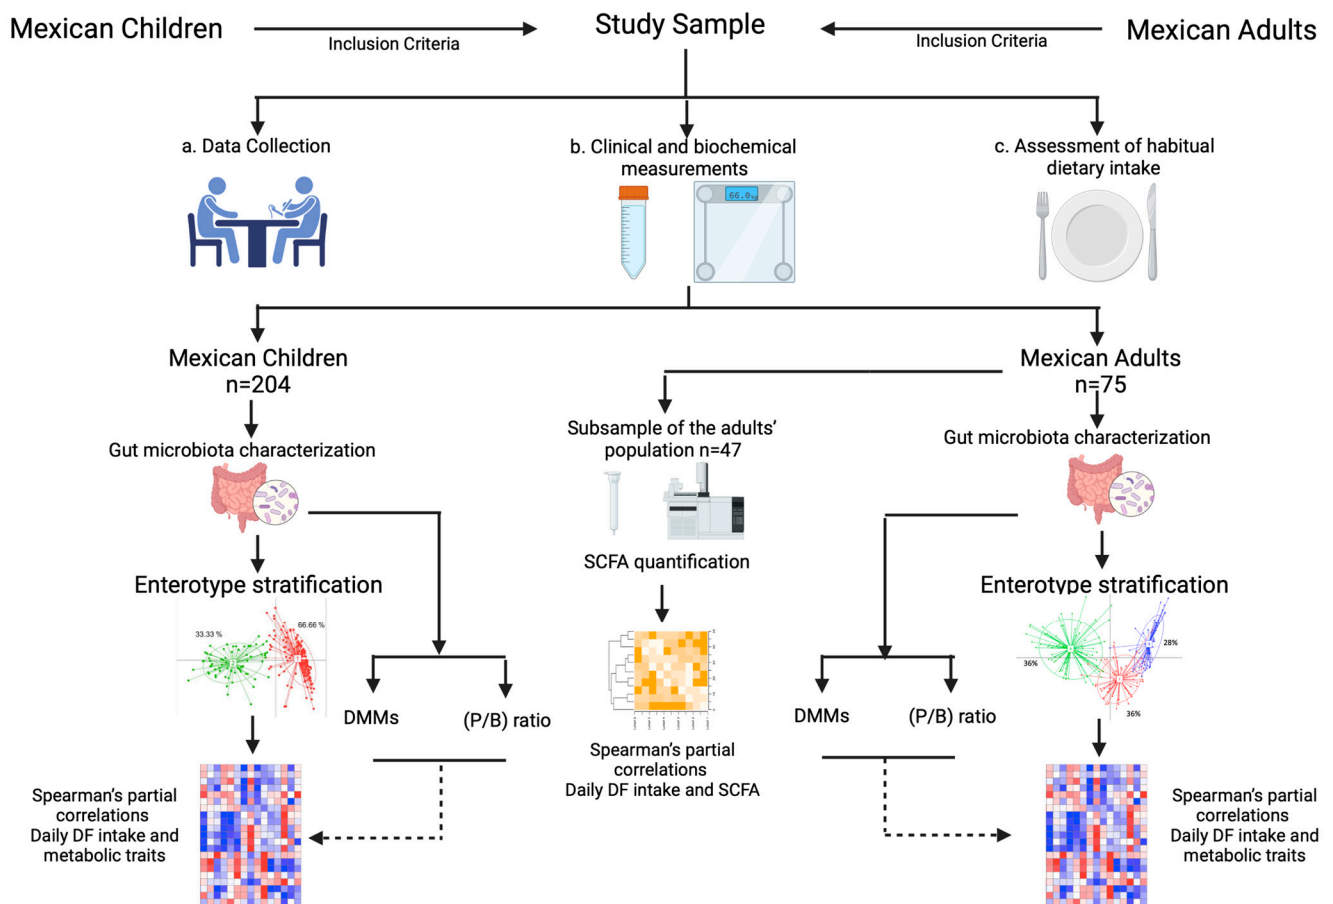 Mexican Children
Inclusion Criteria
Study Sample
Inclusion Criteria
Mexican Adults
a. Data Collection
b. Clinical and biochemical
measurements
c. Assessment of habitual
dietary intake
66.0
Mexican Children
n=204
Mexican Adults
n=75
Gut microbiota characterization
Subsample of the adults'
population n=47
Gut microbiota characterization
SCFA quantification
Enterotype stratification
Enterotype stratification
33.33 %
66.66 %
36%
28%
36%
DMMs
(P/B) ratio
DMMs
(P/B) ratio
Spearman's partial
correlations
Daily DF intake and SCFA
Spearman's partial
correlations
Daily DF intake and
metabolic traits
Spearman's partial
correlations
Daily DF intake and
metabolic traits